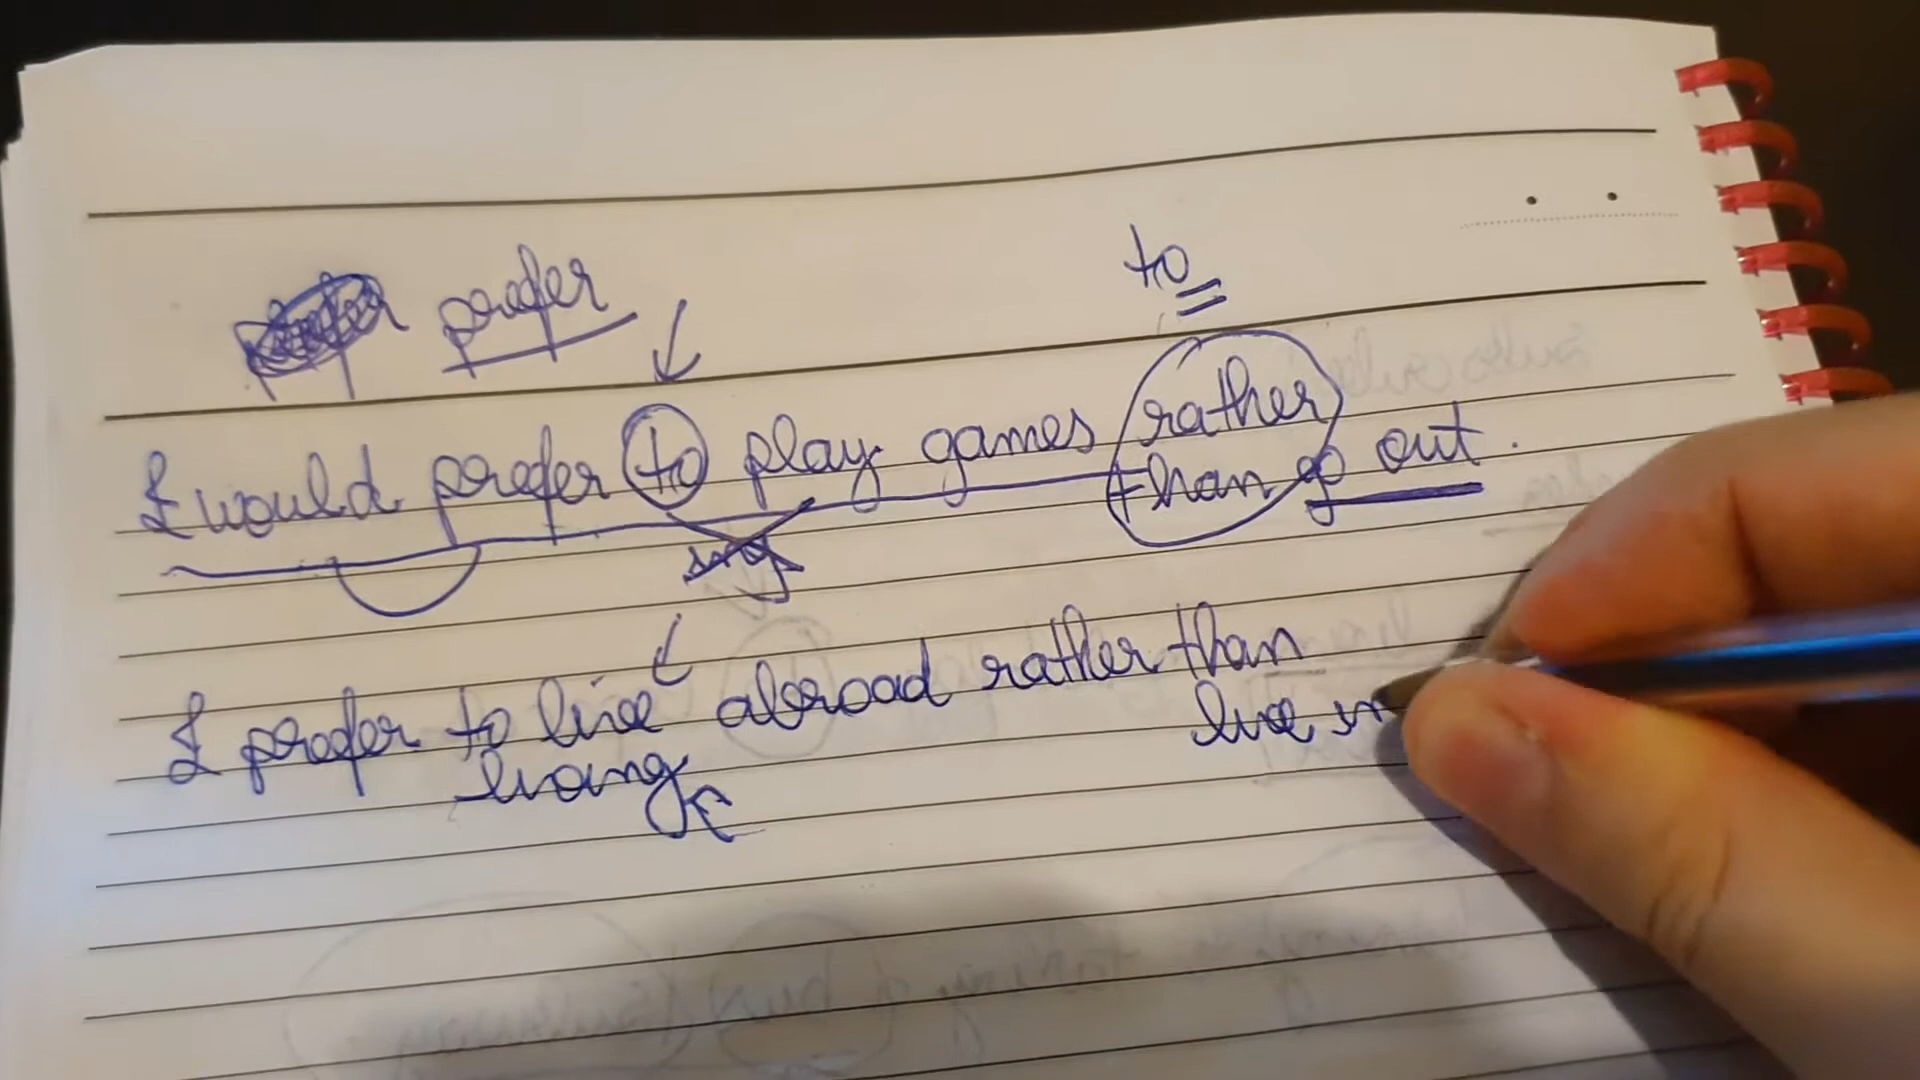 prefer
to
I would prefer to play games rather
than go out.
ing
I prefer to live abroad rather than
live in
living